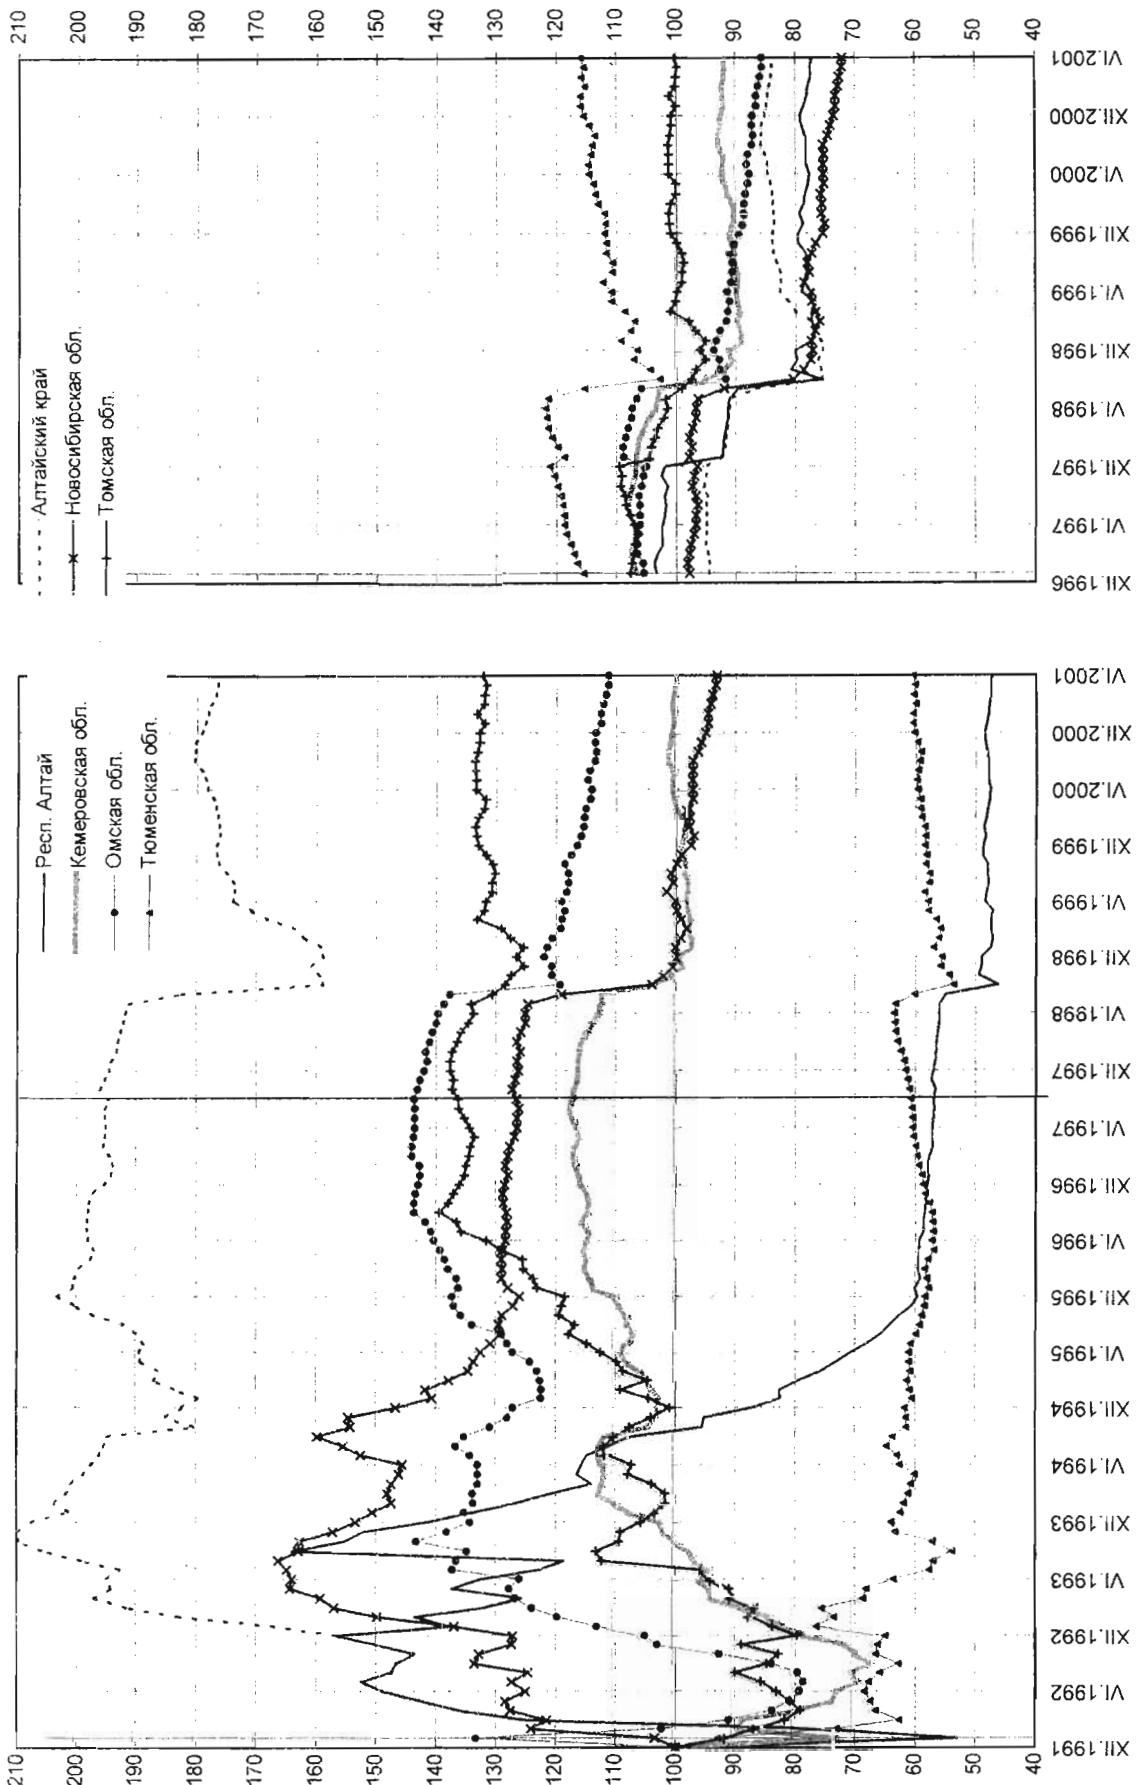 210
200
190
180
170
160
150
140
130
120
110
100
90
80
70
60
50
40
Респ. Алтай
Кемеровская обл.
Омская обл.
Тюменская обл.
XII.1991
VI.1992
XII.1992
VI.1993
XII.1993
VI.1994
XII.1994
VI.1995
XII.1995
VI.1996
XII.1996
VI.1997
XII.1997
VI.1998
XII.1998
VI.1999
XII.1999
VI.2000
XII.2000
VI.2001
210
200
190
180
170
160
150
140
130
120
110
100
90
80
70
60
50
40
Алтайский край
Новосибирская обл.
Томская обл.
XII.1996
VI.1997
XII.1997
VI.1998
XII.1998
VI.1999
XII.1999
VI.2000
XII.2000
VI.2001